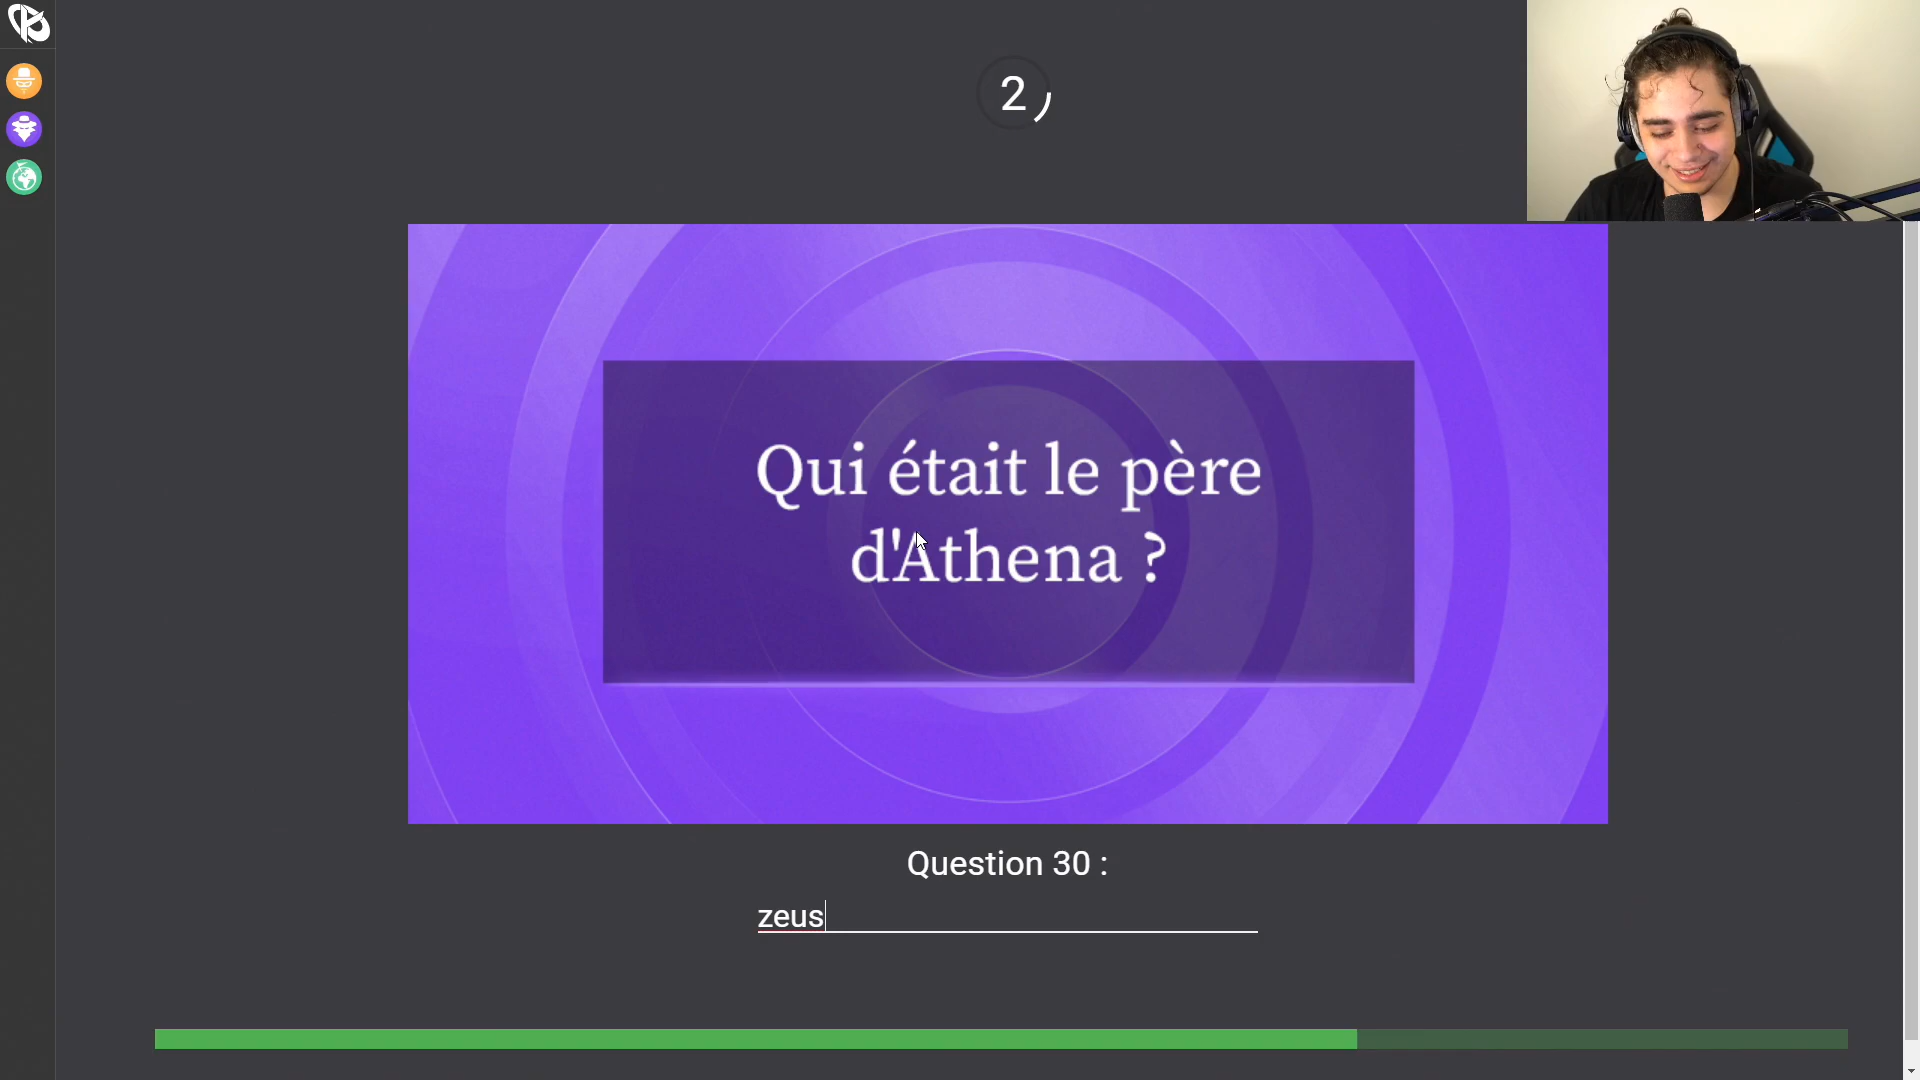 2
Qui était le père
d'Athena ?
Question 30 :
zeus